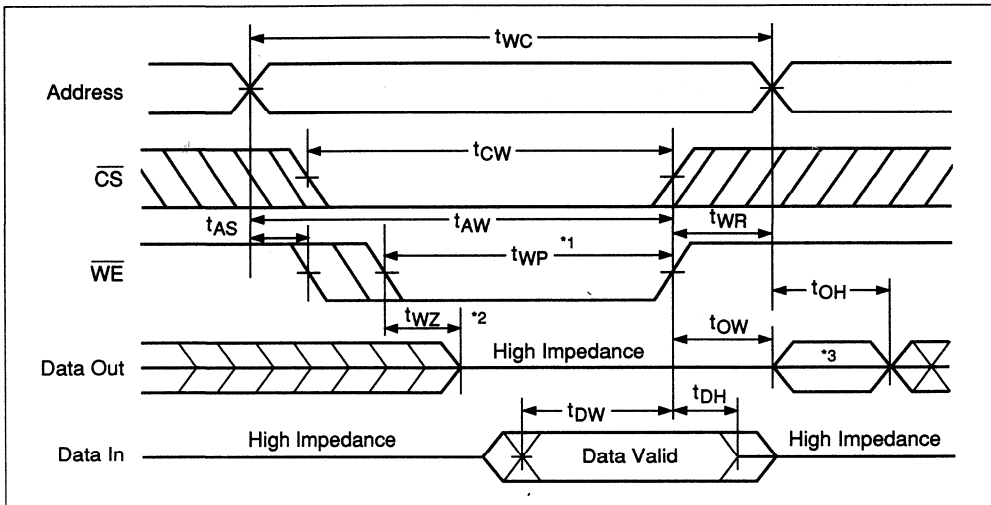 tWC
Address
tCW
CS
tAS
tAW
tWR
WE
tWP *1
tOH
tWZ *2
tOW
High Impedance
*3
Data Out
tDW
tDH
High Impedance
Data Valid
High Impedance
Data In